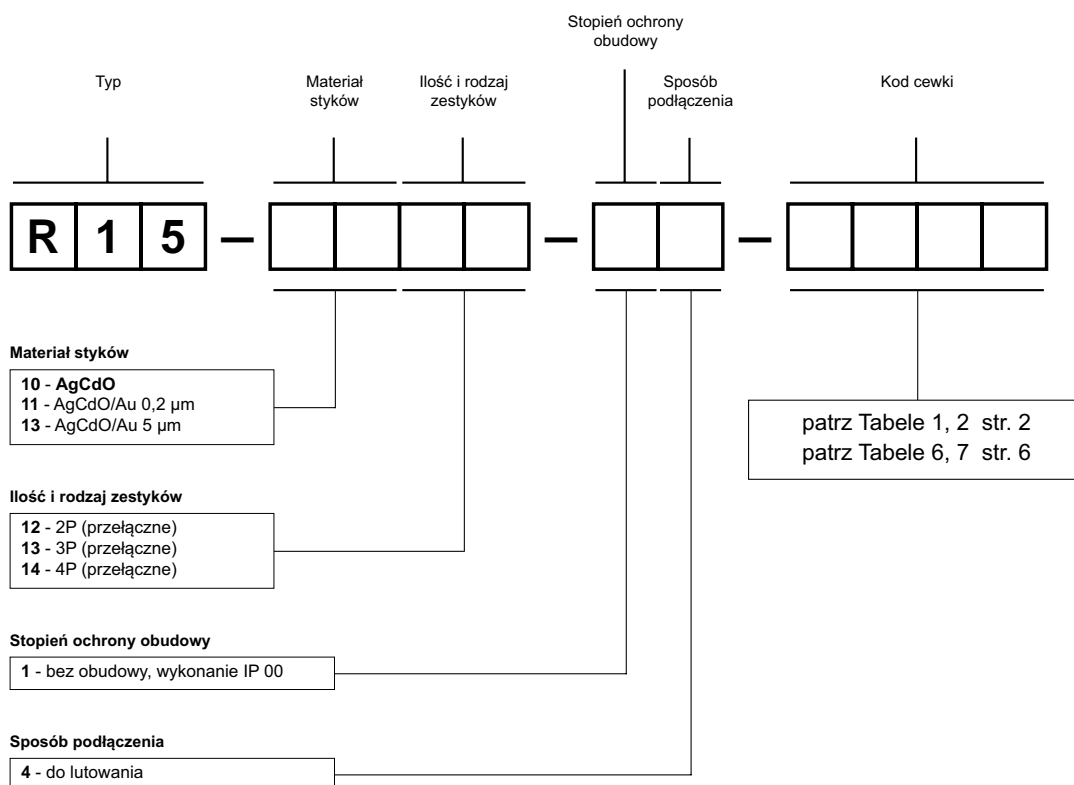 Stopień ochrony
obudowy
Typ
Materiał
styków
Ilość i rodzaj
zestyków
Sposób
podłączenia
Kod cewki
R 1 5 – – –
Materiał styków
10 - AgCdO
11 - AgCdO/Au 0,2 µm
13 - AgCdO/Au 5 µm
patrz Tabele 1, 2 str. 2
patrz Tabele 6, 7 str. 6
Ilość i rodzaj zestyków
12 - 2P (przełączne)
13 - 3P (przełączne)
14 - 4P (przełączne)
Stopień ochrony obudowy
1 - bez obudowy, wykonanie IP 00
Sposób podłączenia
4 - do lutowania